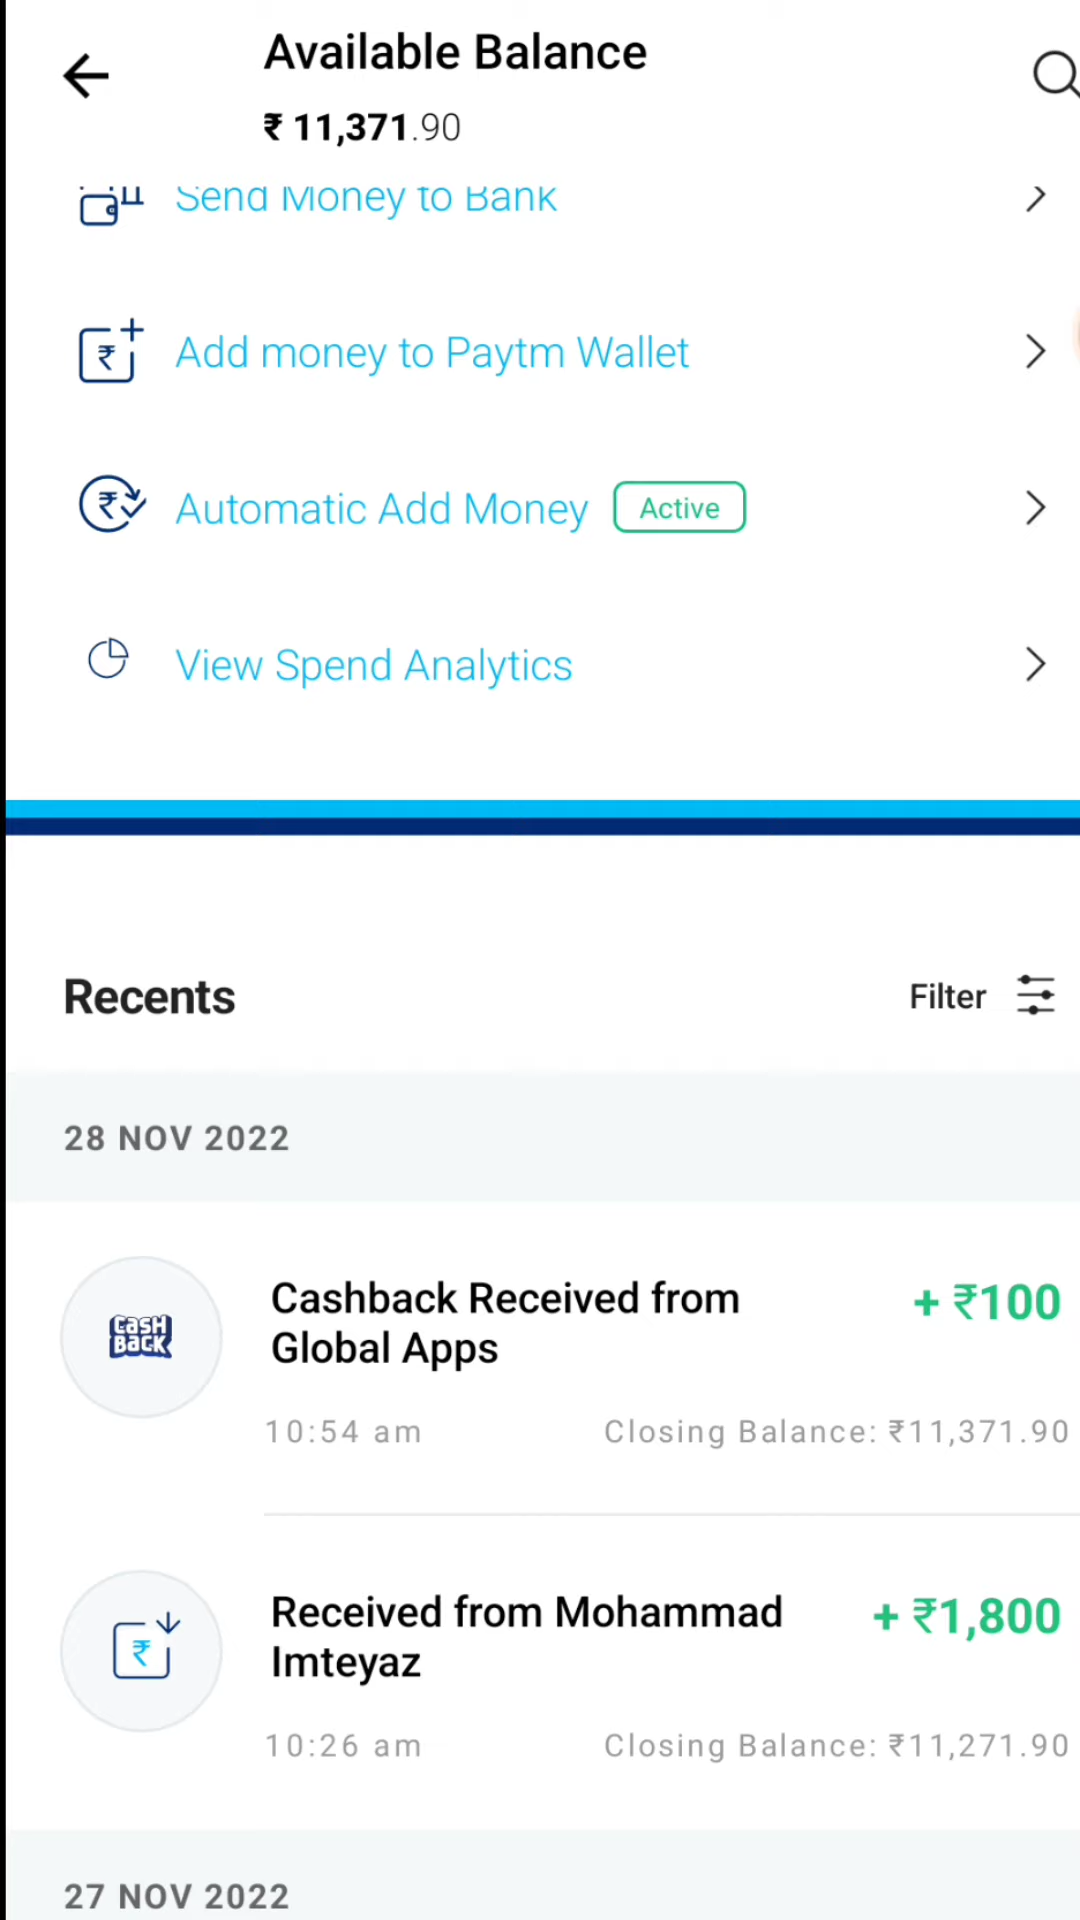 Available Balance
₹ 11,371.90
Send Money to Bank
Add money to Paytm Wallet
Automatic Add Money Active
View Spend Analytics
Recents Filter
28 NOV 2022
CASH
BACK
Cashback Received from + ₹100
Global Apps
10:54 am Closing Balance: ₹11,371.90
Received from Mohammad + ₹1,800
Imteyaz
10:26 am Closing Balance: ₹11,271.90
27 NOV 2022